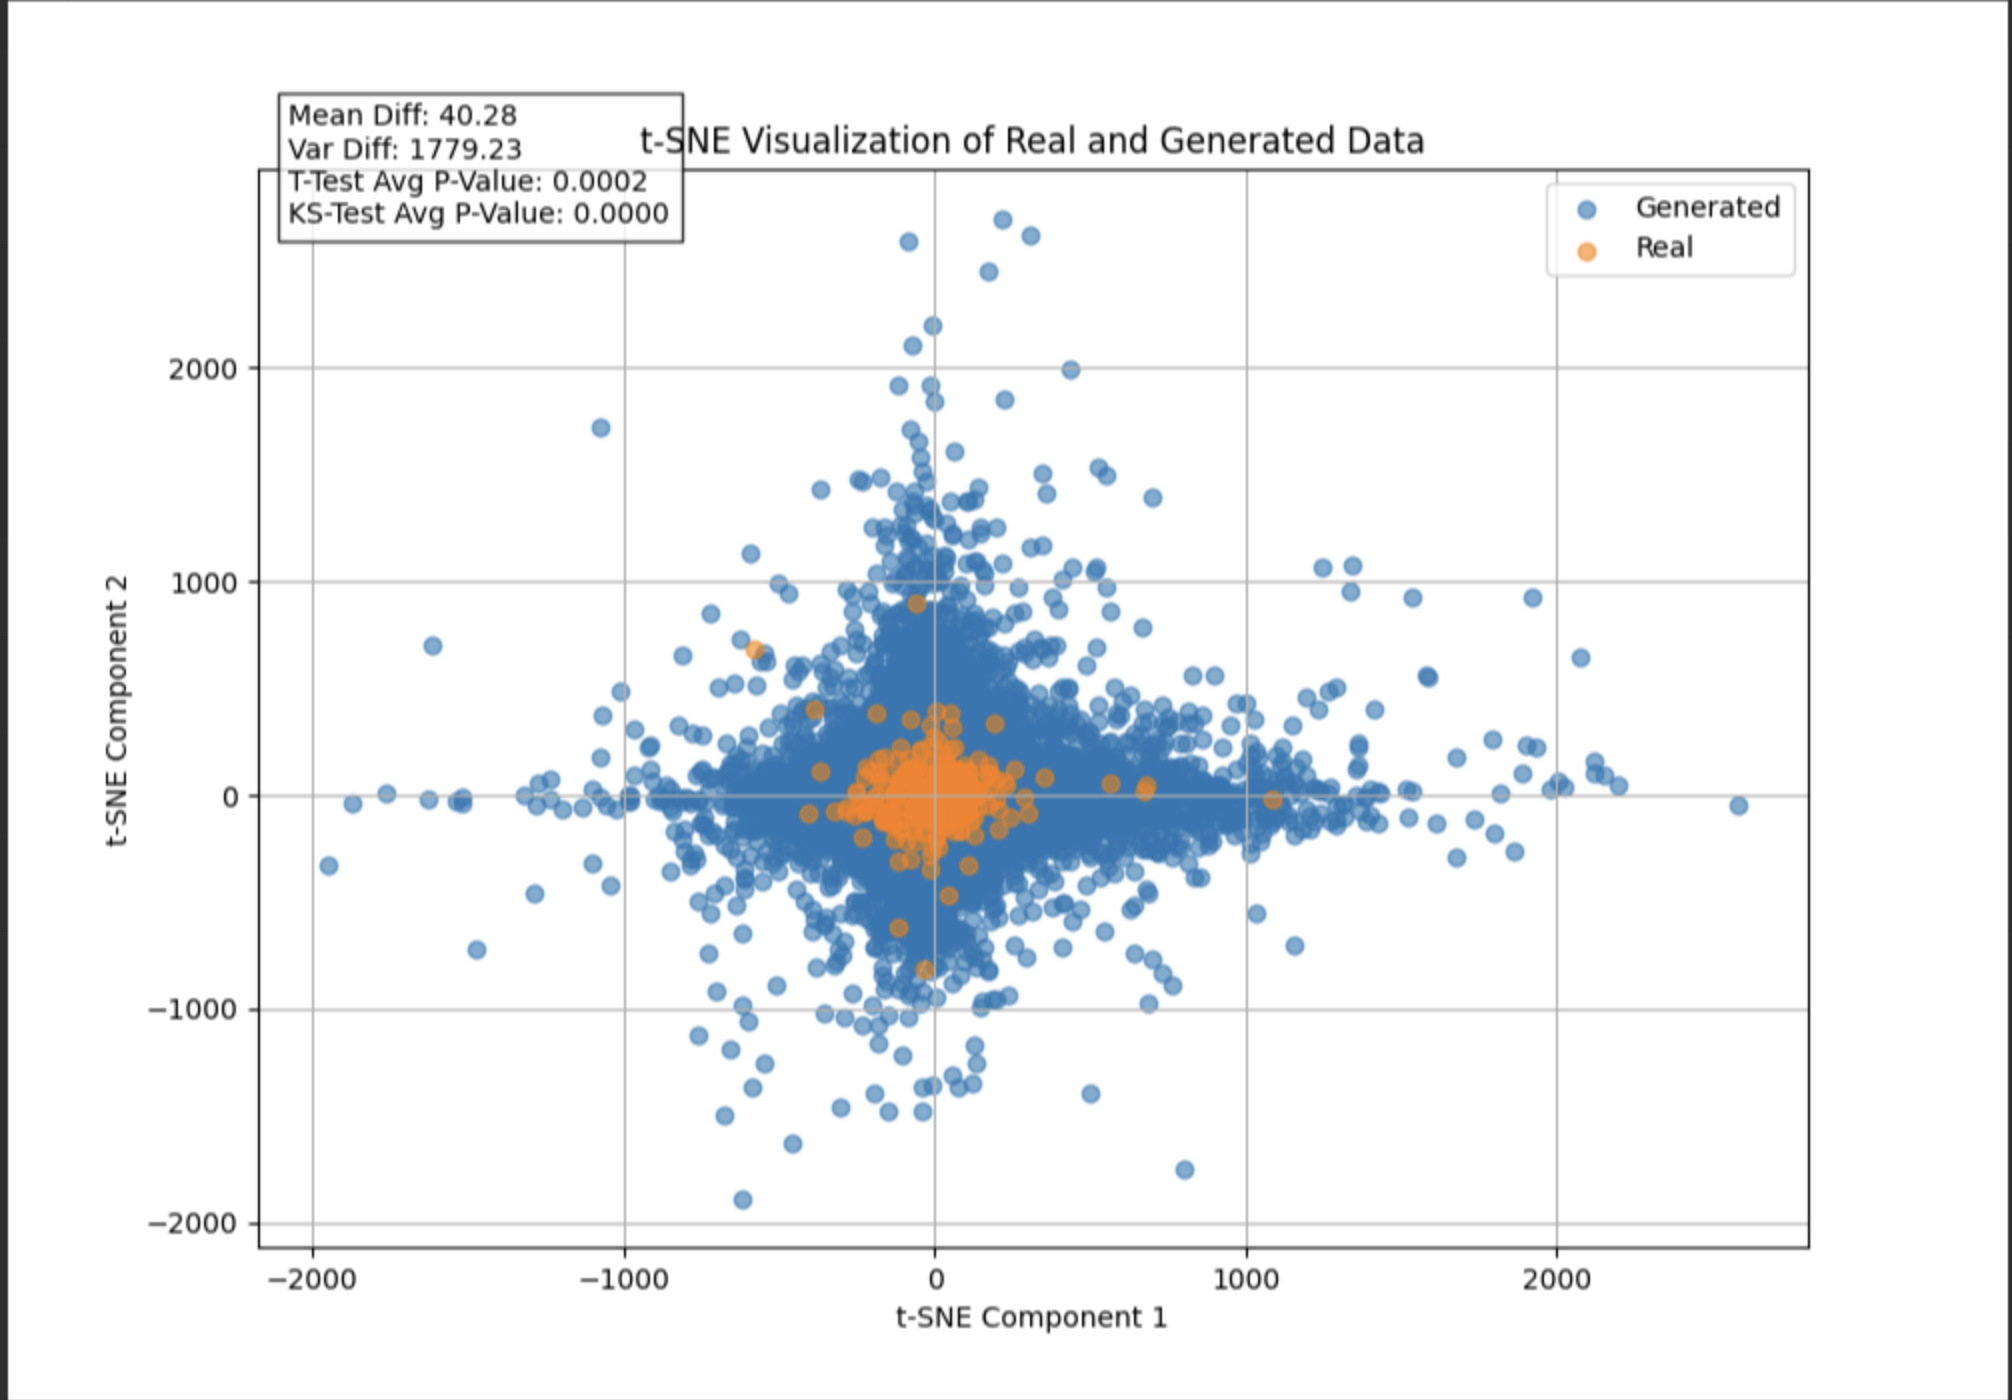 Mean Diff: 40.28
Var Diff: 1779.23
T-Test Avg P-Value: 0.0002
KS-Test Avg P-Value: 0.0000
t-SNE Visualization of Real and Generated Data
Generated
Real
2000
1000
0
−1000
−2000
t-SNE Component 2
−2000 −1000 0 1000 2000
t-SNE Component 1